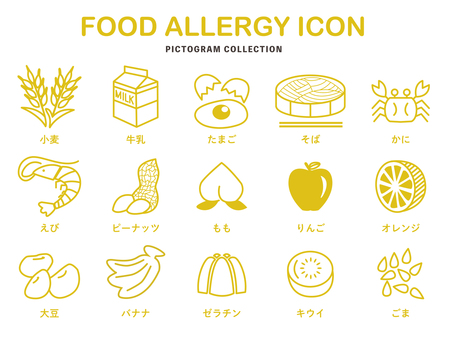 FOOD ALLERGY ICON
PICTOGRAM COLLECTION
MILK
小麦
牛乳
たまご
そば
かに
えび
ピーナッツ
もも
りんご
オレンジ
大豆
バナナ
ゼラチン
キウイ
ごま